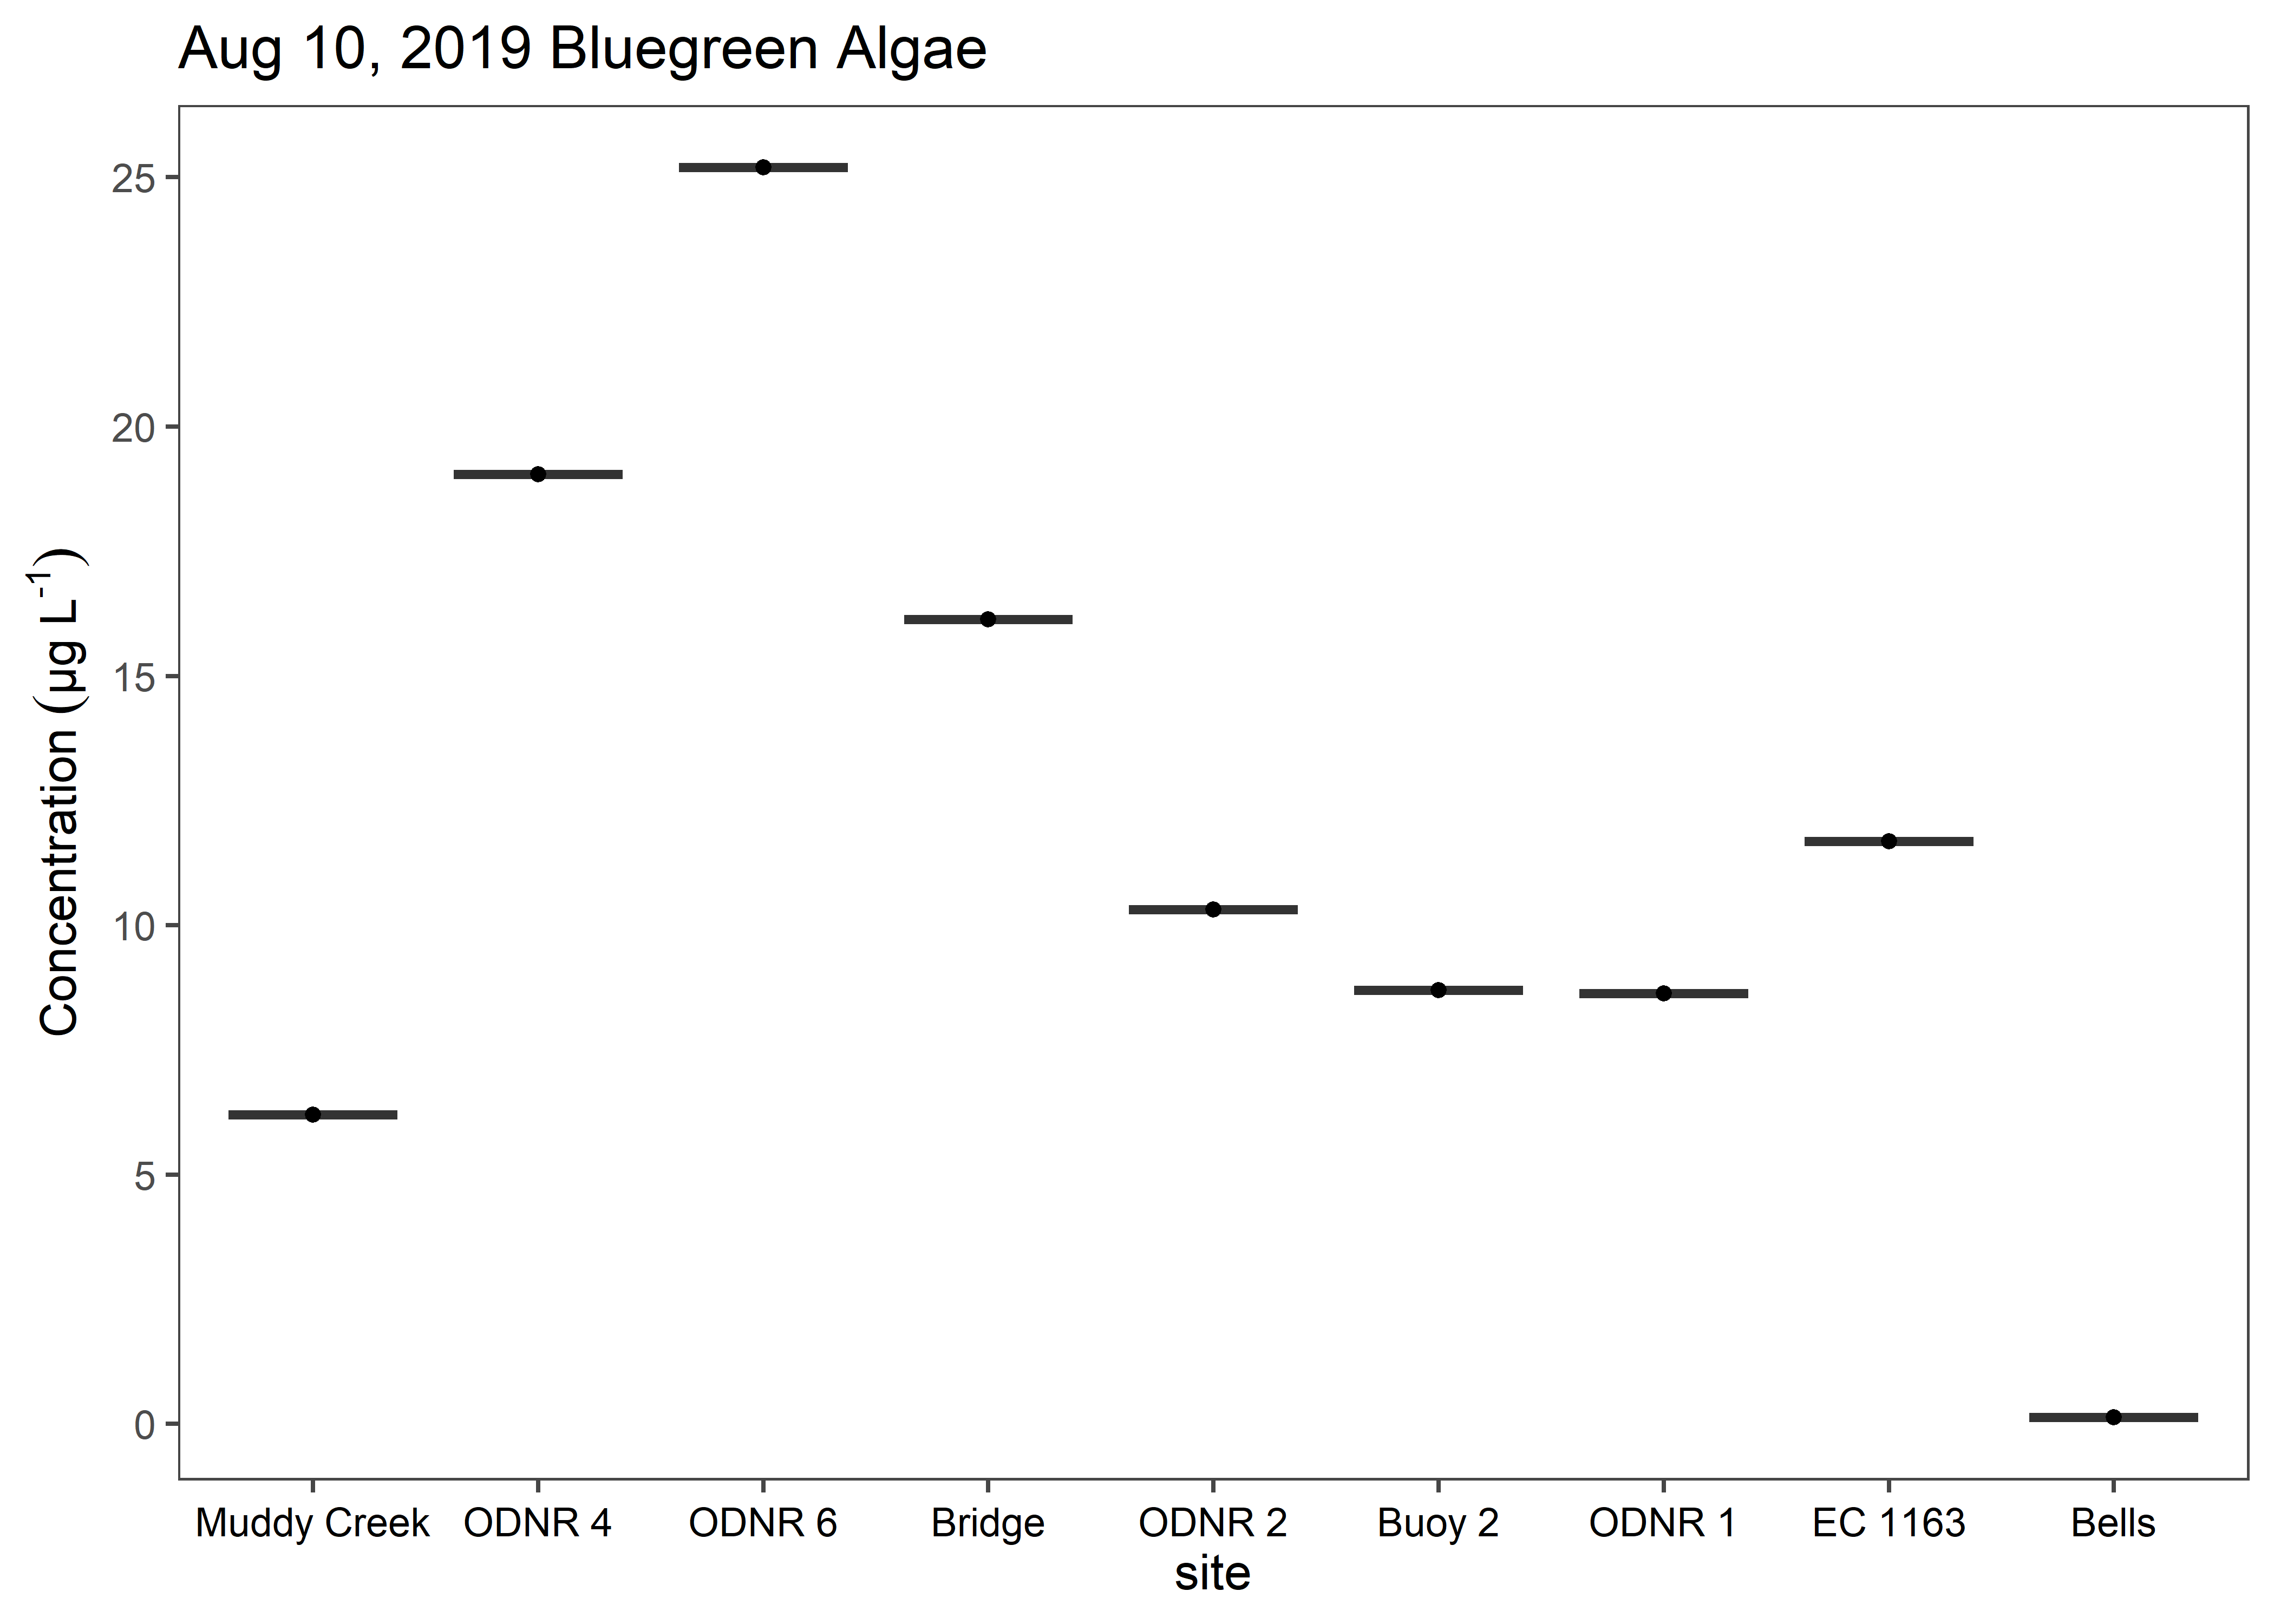 Aug 10, 2019 Bluegreen Algae
Concentration (µg L⁻¹)
25
20
15
10
5
0
Muddy Creek ODNR 4 ODNR 6 Bridge ODNR 2 Buoy 2 ODNR 1 EC 1163 Bells
site